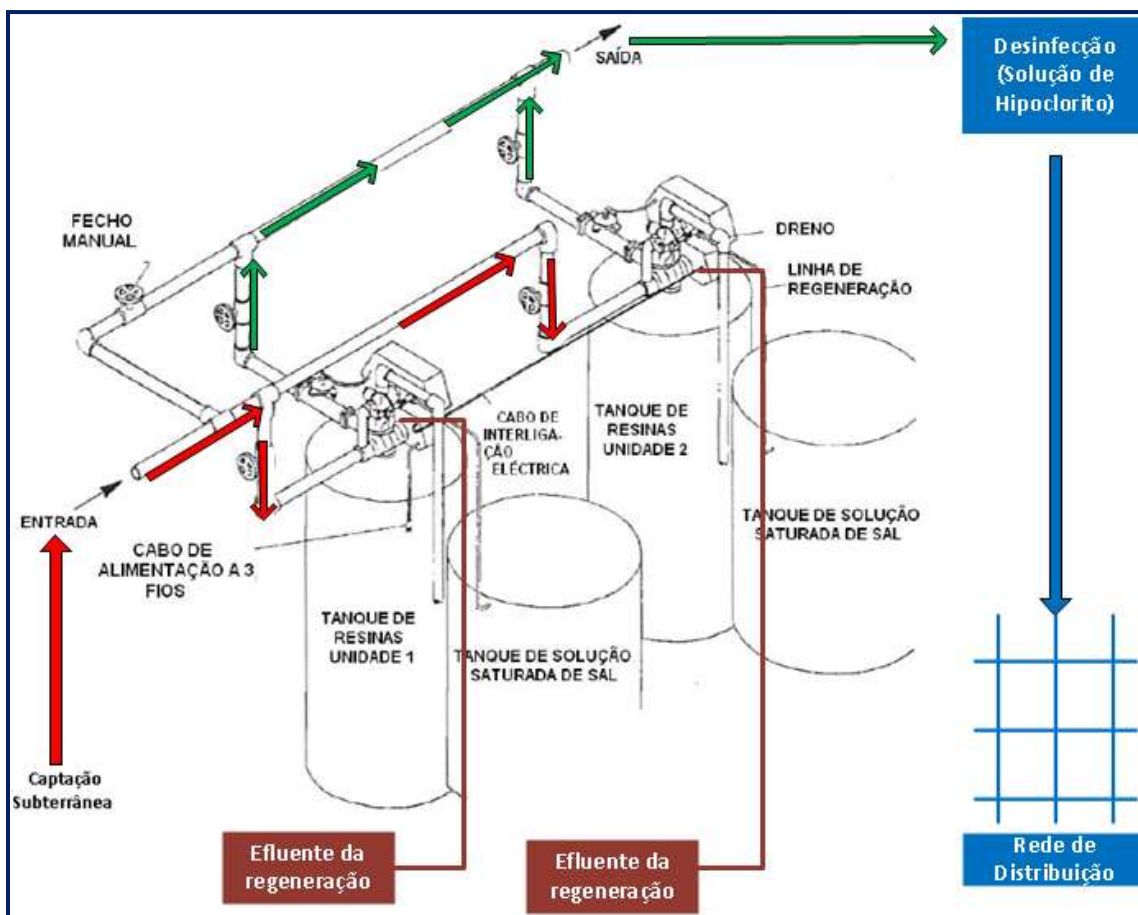 SAÍDA
Desinfecção
(Solução de
Hipoclorito)
FECHO
MANUAL
DRENO
LINHA DE
REGENERAÇÃO
CABO DE
INTERLIGA-
ÇÃO
ELÉCTRICA
TANQUE DE
RESINAS
UNIDADE 2
ENTRADA
CABO DE
ALIMENTAÇÃO A 3
FIOS
TANQUE DE SOLUÇÃO
SATURADA DE SAL
TANQUE DE
RESINAS
UNIDADE 1
TANQUE DE SOLUÇÃO
SATURADA DE SAL
Captação
Subterrânea
Efluente da
regeneração
Efluente da
regeneração
Rede de
Distribuição